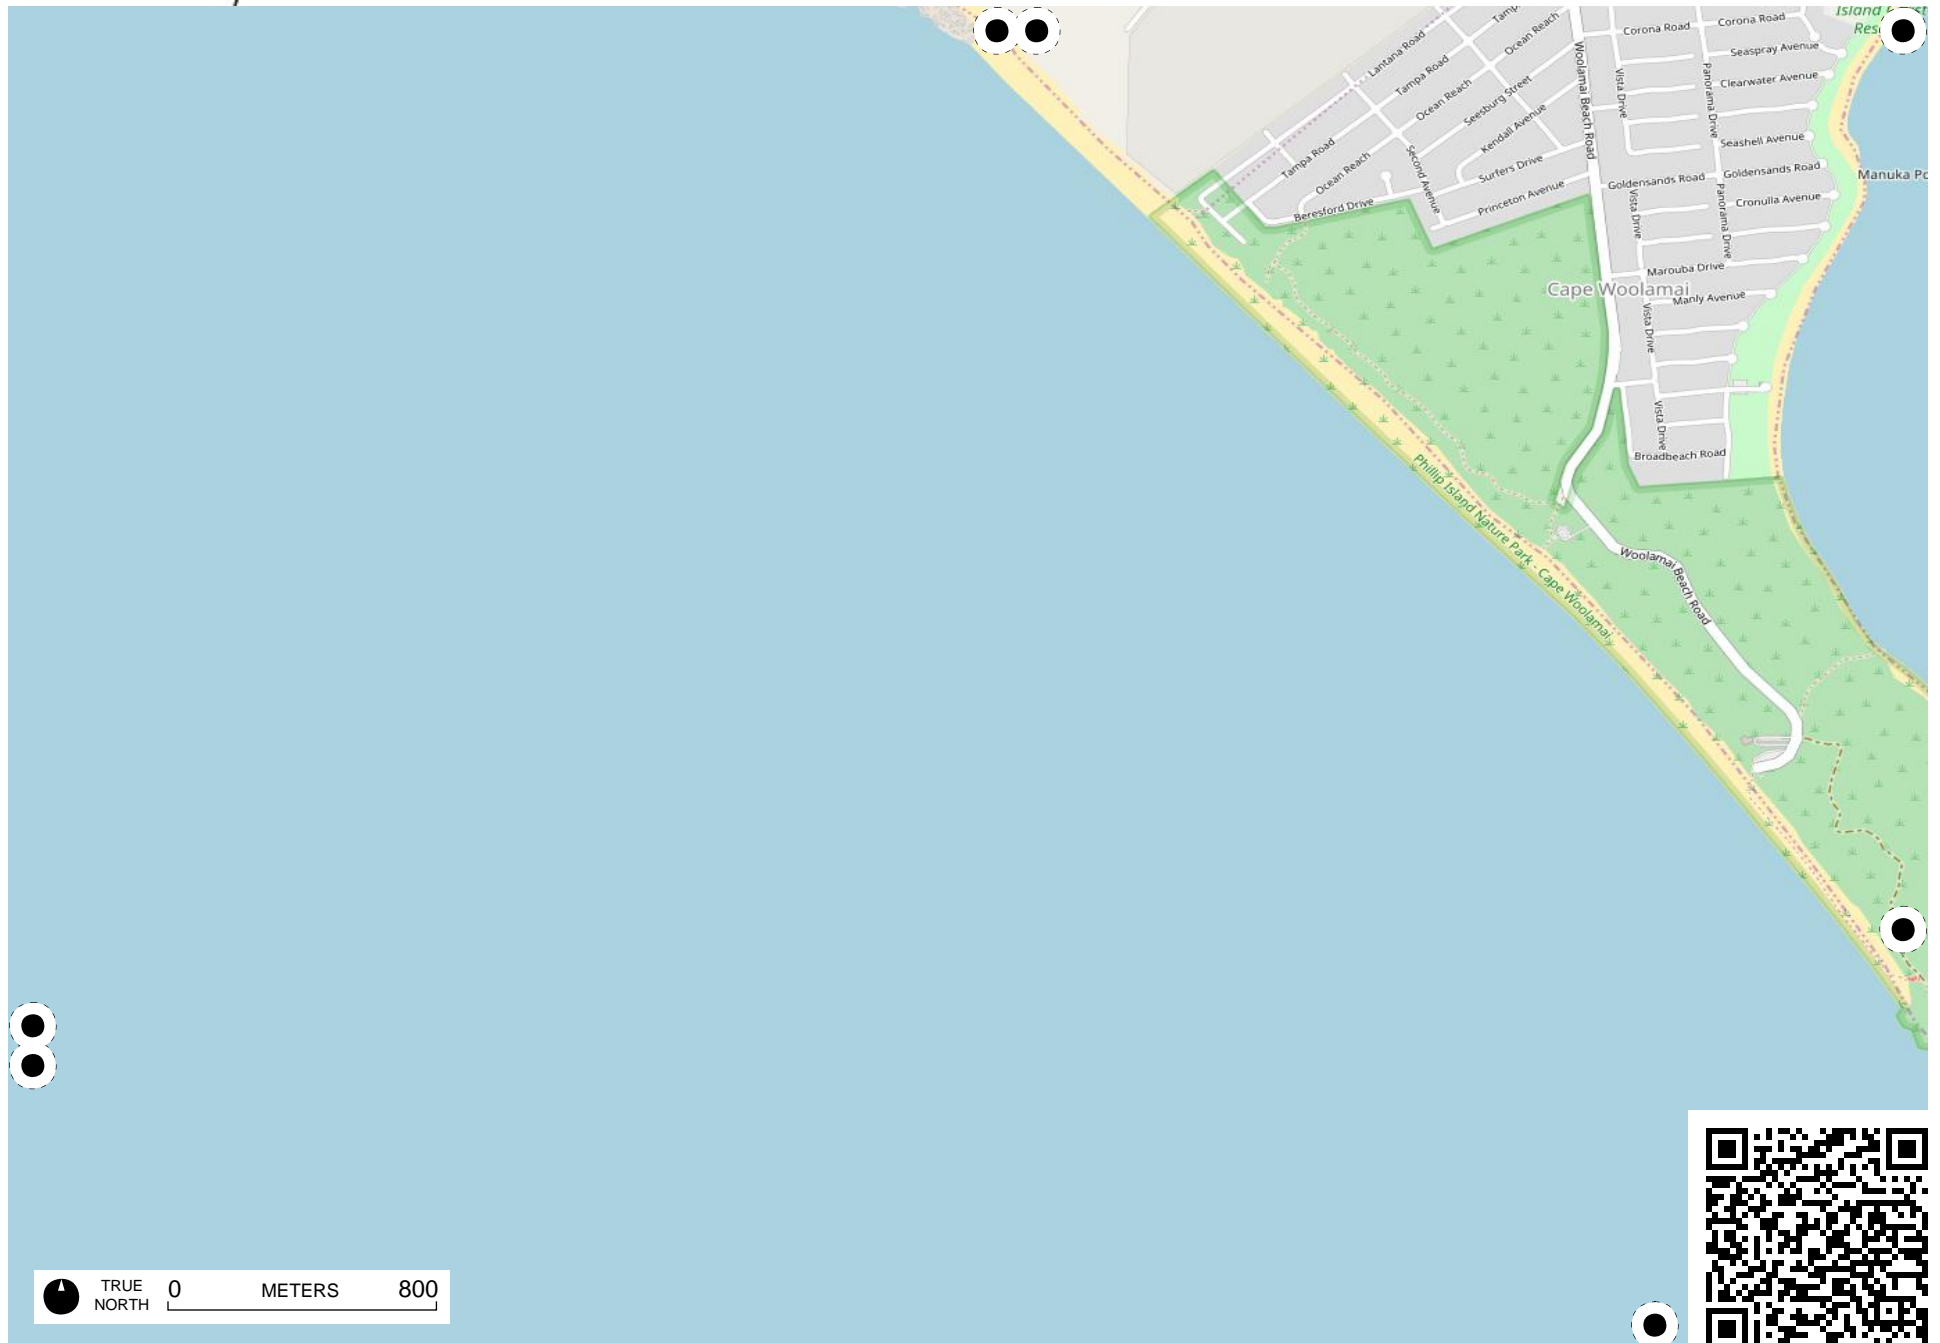 Island Coast
Corona Road
Corona Road
Ocean Reach
Seaspray Avenue
Lantana Road
Tampa Road
Clearwater Avenue
Woolamai Beach Road
Vista Drive
Panorama Drive
Ocean Reach
Seesburg Street
Kendall Avenue
Seashell Avenue
Tampa Road
Ocean Reach
Second Avenue
Surfers Drive
Goldensands Road
Goldensands Road
Manuka Po
Princeton Avenue
Vista Drive
Panorama Drive
Cronulla Avenue
Beresford Drive
Marouba Drive
Cape Woolamai
Manly Avenue
Vista Drive
Vista Drive
Broadbeach Road
Phillip Island Nature Park - Cape Woolamai
Woolamai Beach Road
TRUE
NORTH
0 METERS 800